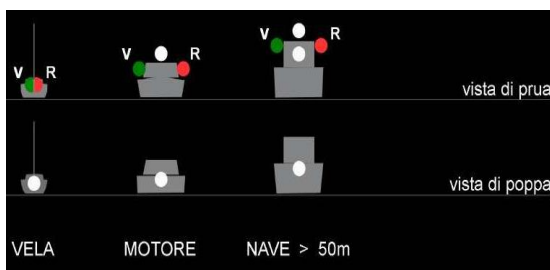 V R
V R
V R
vista di prua
vista di poppa
VELA MOTORE NAVE > 50m